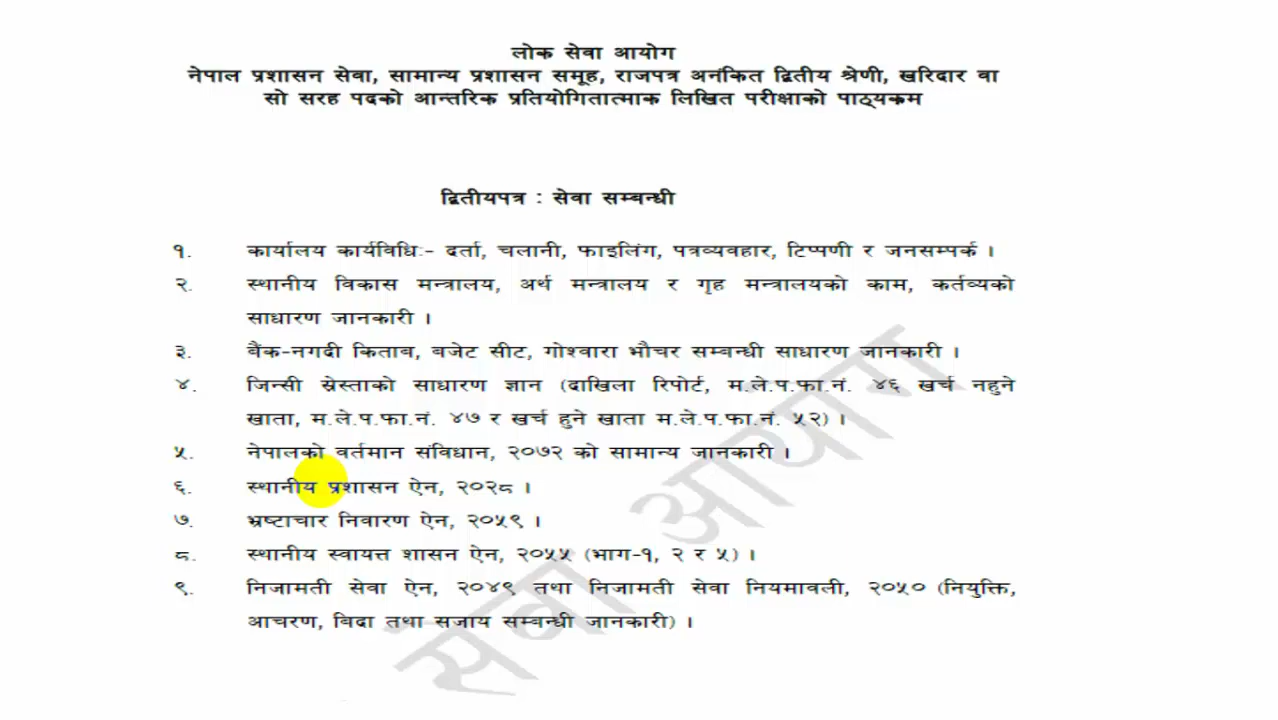 लोक सेवा आयोग
नेपाल प्रशासन सेवा, सामान्य प्रशासन समूह, राजपत्र अनंकित द्वितीय श्रेणी, खरिदार वा
सो सरह पदको आन्तरिक प्रतियोगितात्माक लिखित परीक्षाको पाठ्यकम
द्वितीयपत्र : सेवा सम्बन्धी
१. कार्यालय कार्यविधिः- दर्ता, चलानी, फाइलिंग, पत्रव्यवहार, टिप्पणी र जनसम्पर्क ।
२. स्थानीय विकास मन्त्रालय, अर्थ मन्त्रालय र गृह मन्त्रालयको काम, कर्तव्यको
साधारण जानकारी ।
३. बैंक-नगदी किताब, बजेट सीट, गोश्वारा भौचर सम्बन्धी साधारण जानकारी ।
४. जिन्सी स्रेस्ताको साधारण ज्ञान (दाखिला रिपोर्ट, म.ले.प.फा.नं. ४६ खर्च नहुने
खाता, म.ले.प.फा.नं. ४७ र खर्च हुने खाता म.ले.प.फा.नं. ५२) ।
५. नेपालको वर्तमान संविधान, २०७२ को सामान्य जानकारी ।
६. स्थानीय प्रशासन ऐन, २०२८ ।
७. भ्रष्टाचार निवारण ऐन, २०५९ ।
८. स्थानीय स्वायत्त शासन ऐन, २०५५ (भाग-१, २ र ५) ।
९. निजामती सेवा ऐन, २०४९ तथा निजामती सेवा नियमावली, २०५० (नियुक्ति,
आचरण, बिदा तथा सजाय सम्बन्धी जानकारी) ।
सेवा आयोग